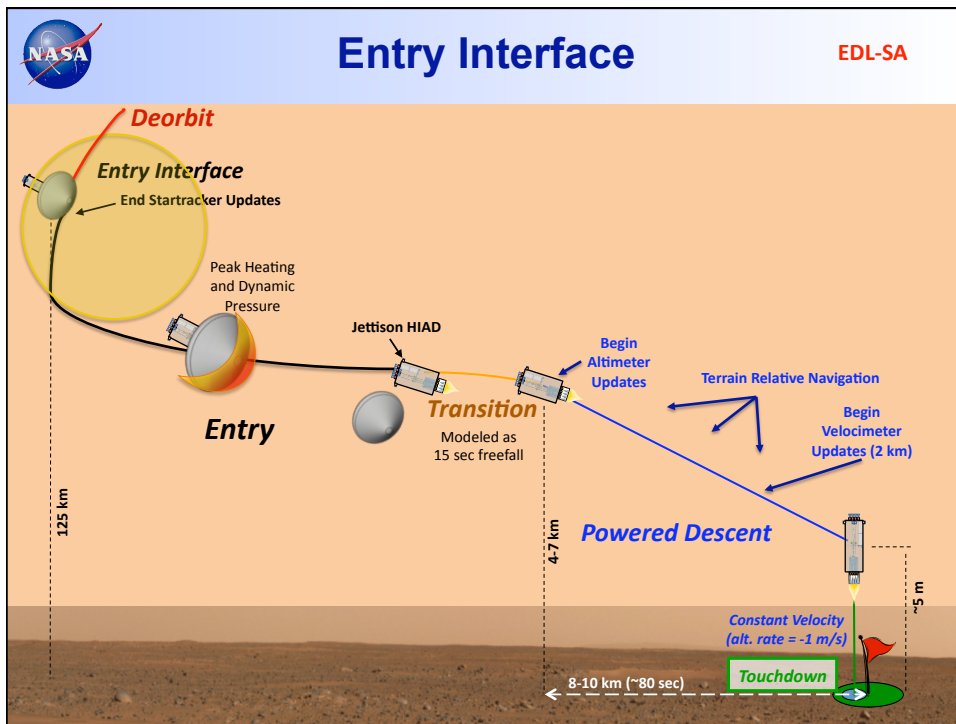 NASA
Entry Interface
EDL-SA
Deorbit
Entry Interface
End Startracker Updates
Peak Heating
and Dynamic
Pressure
Jettison HIAD
Begin
Altimeter
Updates
Terrain Relative Navigation
Begin
Velocimeter
Updates (2 km)
Transition
Modeled as
15 sec freefall
Entry
125 km
4-7 km
Powered Descent
~5 m
Constant Velocity
(alt. rate = -1 m/s)
Touchdown
8-10 km (~80 sec)